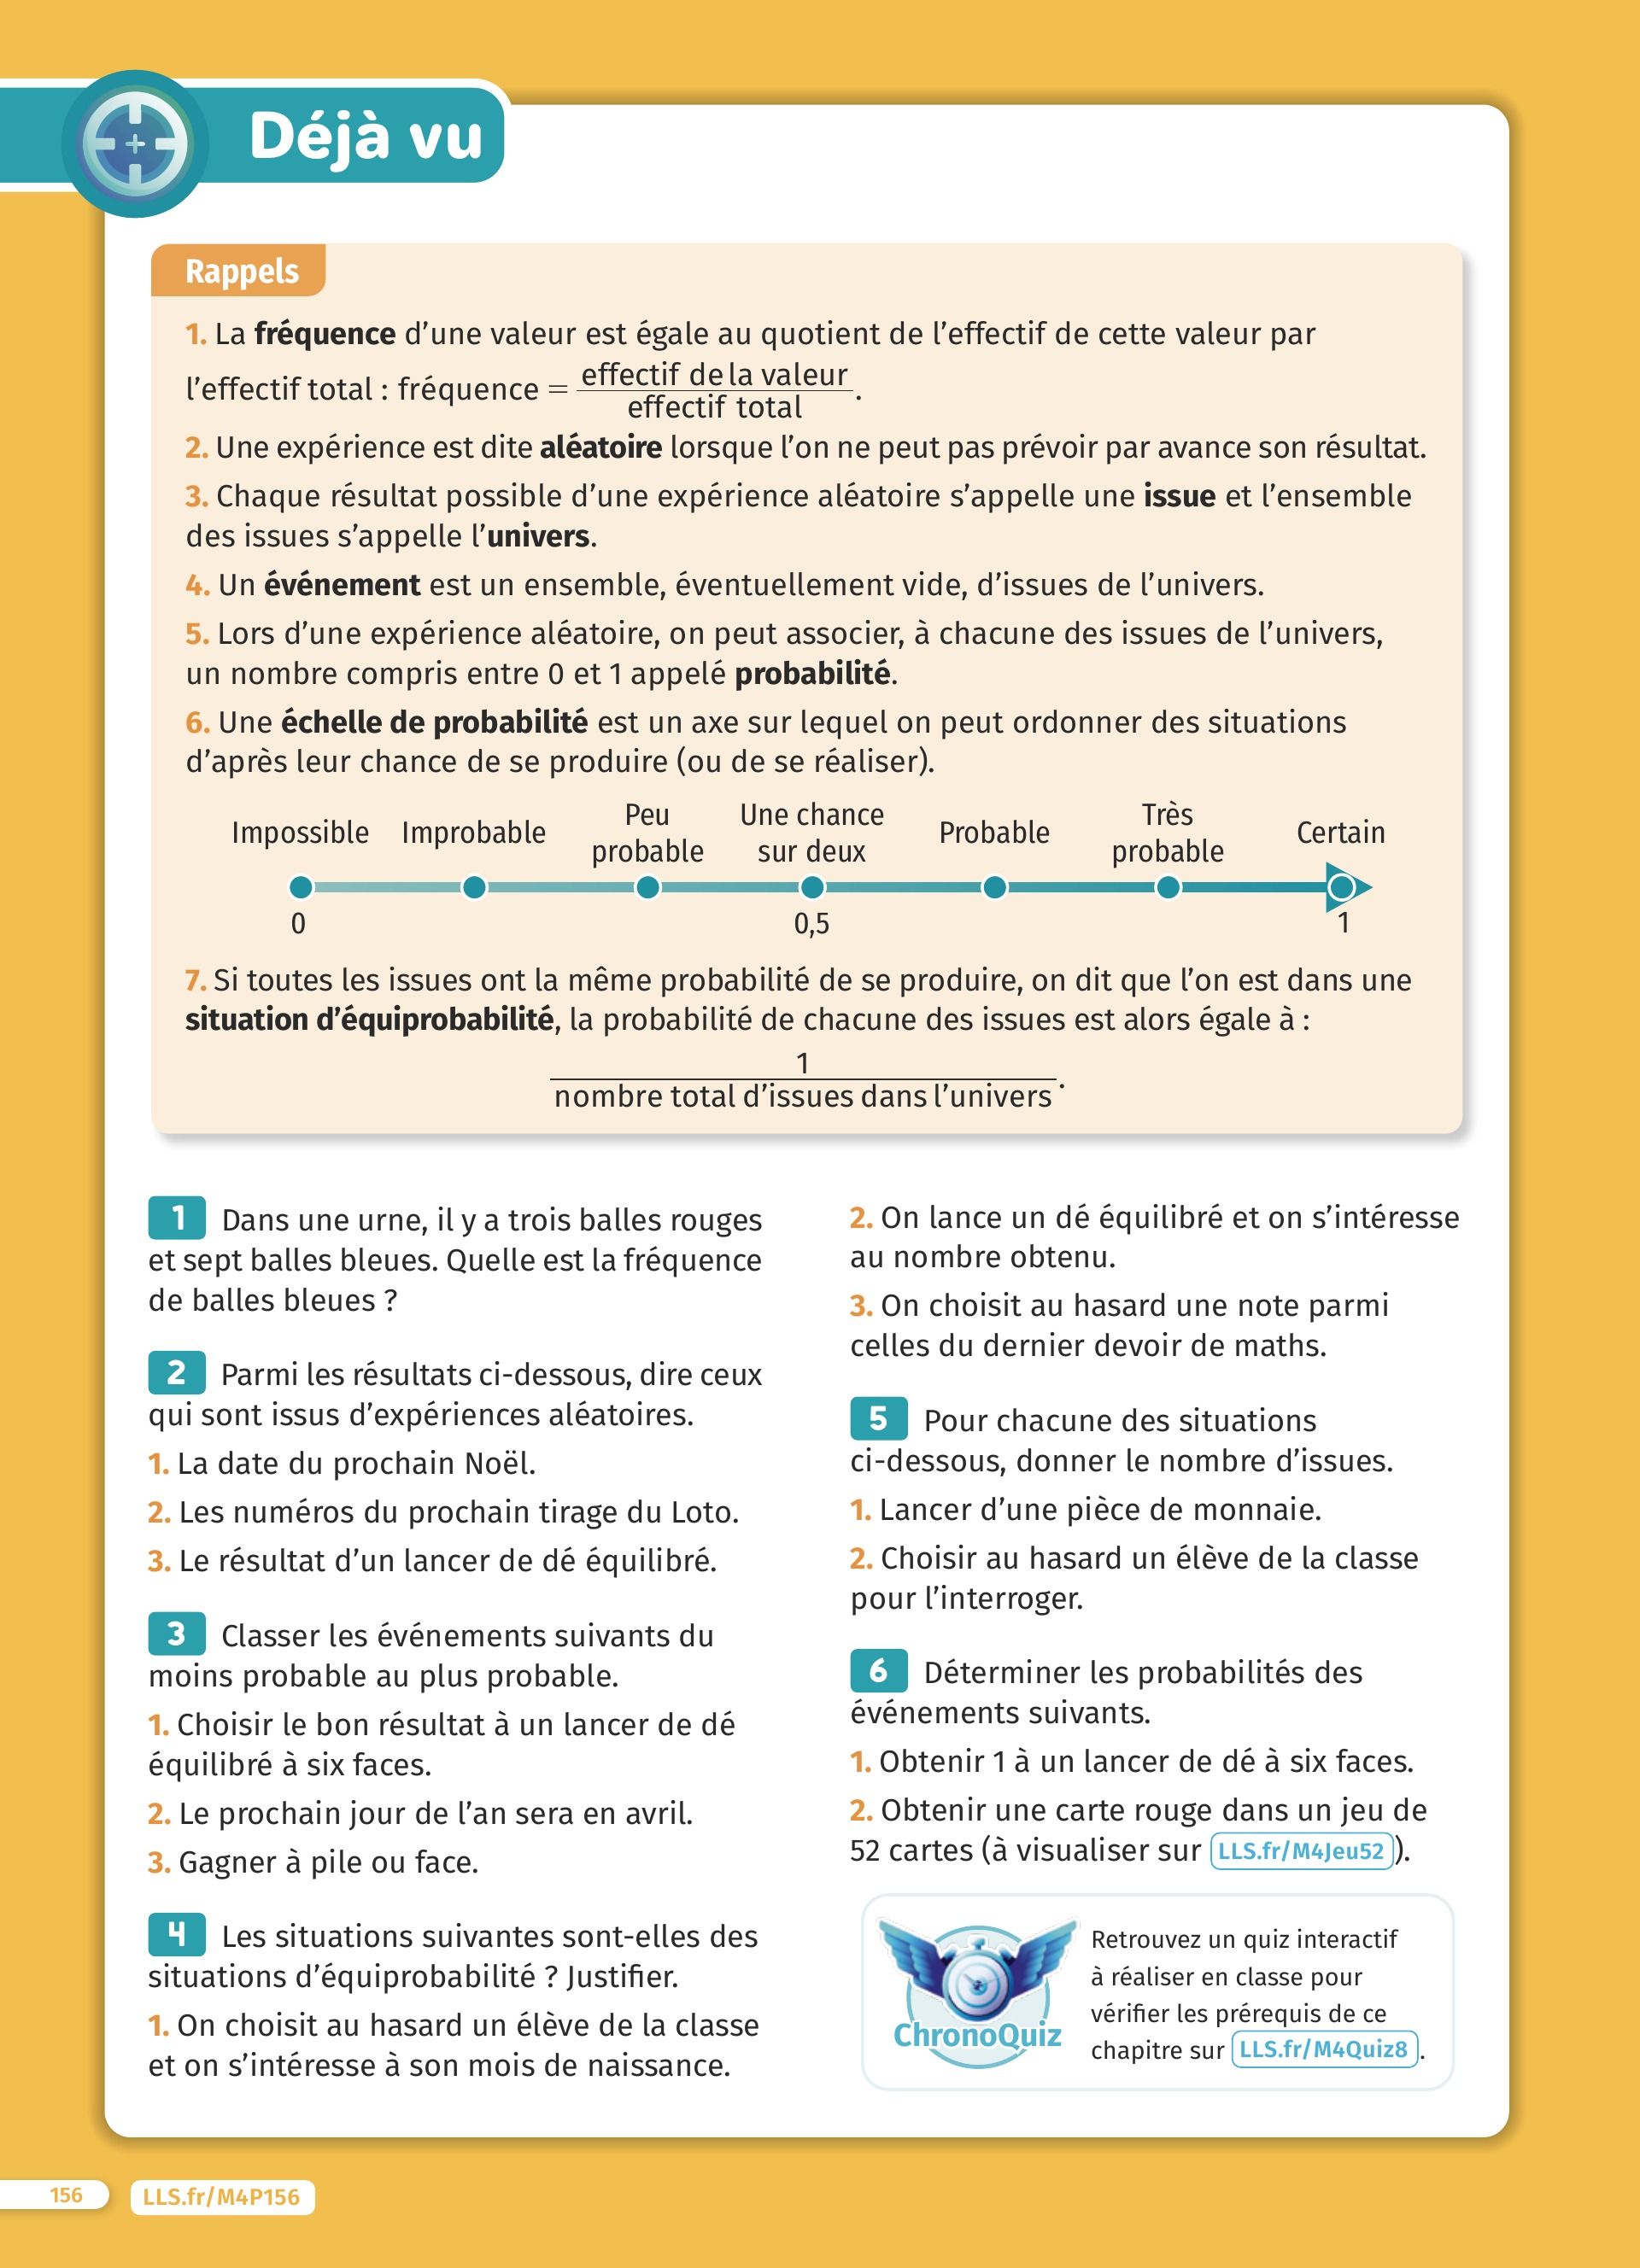 Déjà vu
Rappels
1. La fréquence d’une valeur est égale au quotient de l’effectif de cette valeur par
l’effectif total : fréquence = effectif de la valeur / effectif total.
2. Une expérience est dite aléatoire lorsque l’on ne peut pas prévoir par avance son résultat.
3. Chaque résultat possible d’une expérience aléatoire s’appelle une issue et l’ensemble
des issues s’appelle l’univers.
4. Un événement est un ensemble, éventuellement vide, d’issues de l’univers.
5. Lors d’une expérience aléatoire, on peut associer, à chacune des issues de l’univers,
un nombre compris entre 0 et 1 appelé probabilité.
6. Une échelle de probabilité est un axe sur lequel on peut ordonner des situations
d’après leur chance de se produire (ou de se réaliser).
Impossible
Improbable
Peu
probable
Une chance
sur deux
Probable
Très
probable
Certain
0
0,5
1
7. Si toutes les issues ont la même probabilité de se produire, on dit que l’on est dans une
situation d’équiprobabilité, la probabilité de chacune des issues est alors égale à :
1
nombre total d’issues dans l’univers.
1 Dans une urne, il y a trois balles rouges
et sept balles bleues. Quelle est la fréquence
de balles bleues ?
2 Parmi les résultats ci-dessous, dire ceux
qui sont issus d’expériences aléatoires.
1. La date du prochain Noël.
2. Les numéros du prochain tirage du Loto.
3. Le résultat d’un lancer de dé équilibré.
3 Classer les événements suivants du
moins probable au plus probable.
1. Choisir le bon résultat à un lancer de dé
équilibré à six faces.
2. Le prochain jour de l’an sera en avril.
3. Gagner à pile ou face.
4 Les situations suivantes sont-elles des
situations d’équiprobabilité ? Justifier.
1. On choisit au hasard un élève de la classe
et on s’intéresse à son mois de naissance.
2. On lance un dé équilibré et on s’intéresse
au nombre obtenu.
3. On choisit au hasard une note parmi
celles du dernier devoir de maths.
5 Pour chacune des situations
ci-dessous, donner le nombre d’issues.
1. Lancer d’une pièce de monnaie.
2. Choisir au hasard un élève de la classe
pour l’interroger.
6 Déterminer les probabilités des
événements suivants.
1. Obtenir 1 à un lancer de dé à six faces.
2. Obtenir une carte rouge dans un jeu de
52 cartes (à visualiser sur LLS.fr/M4Jeu52).
ChronoQuiz
Retrouvez un quiz interactif
à réaliser en classe pour
vérifier les prérequis de ce
chapitre sur LLS.fr/M4Quiz8.
156
LLS.fr/M4P156